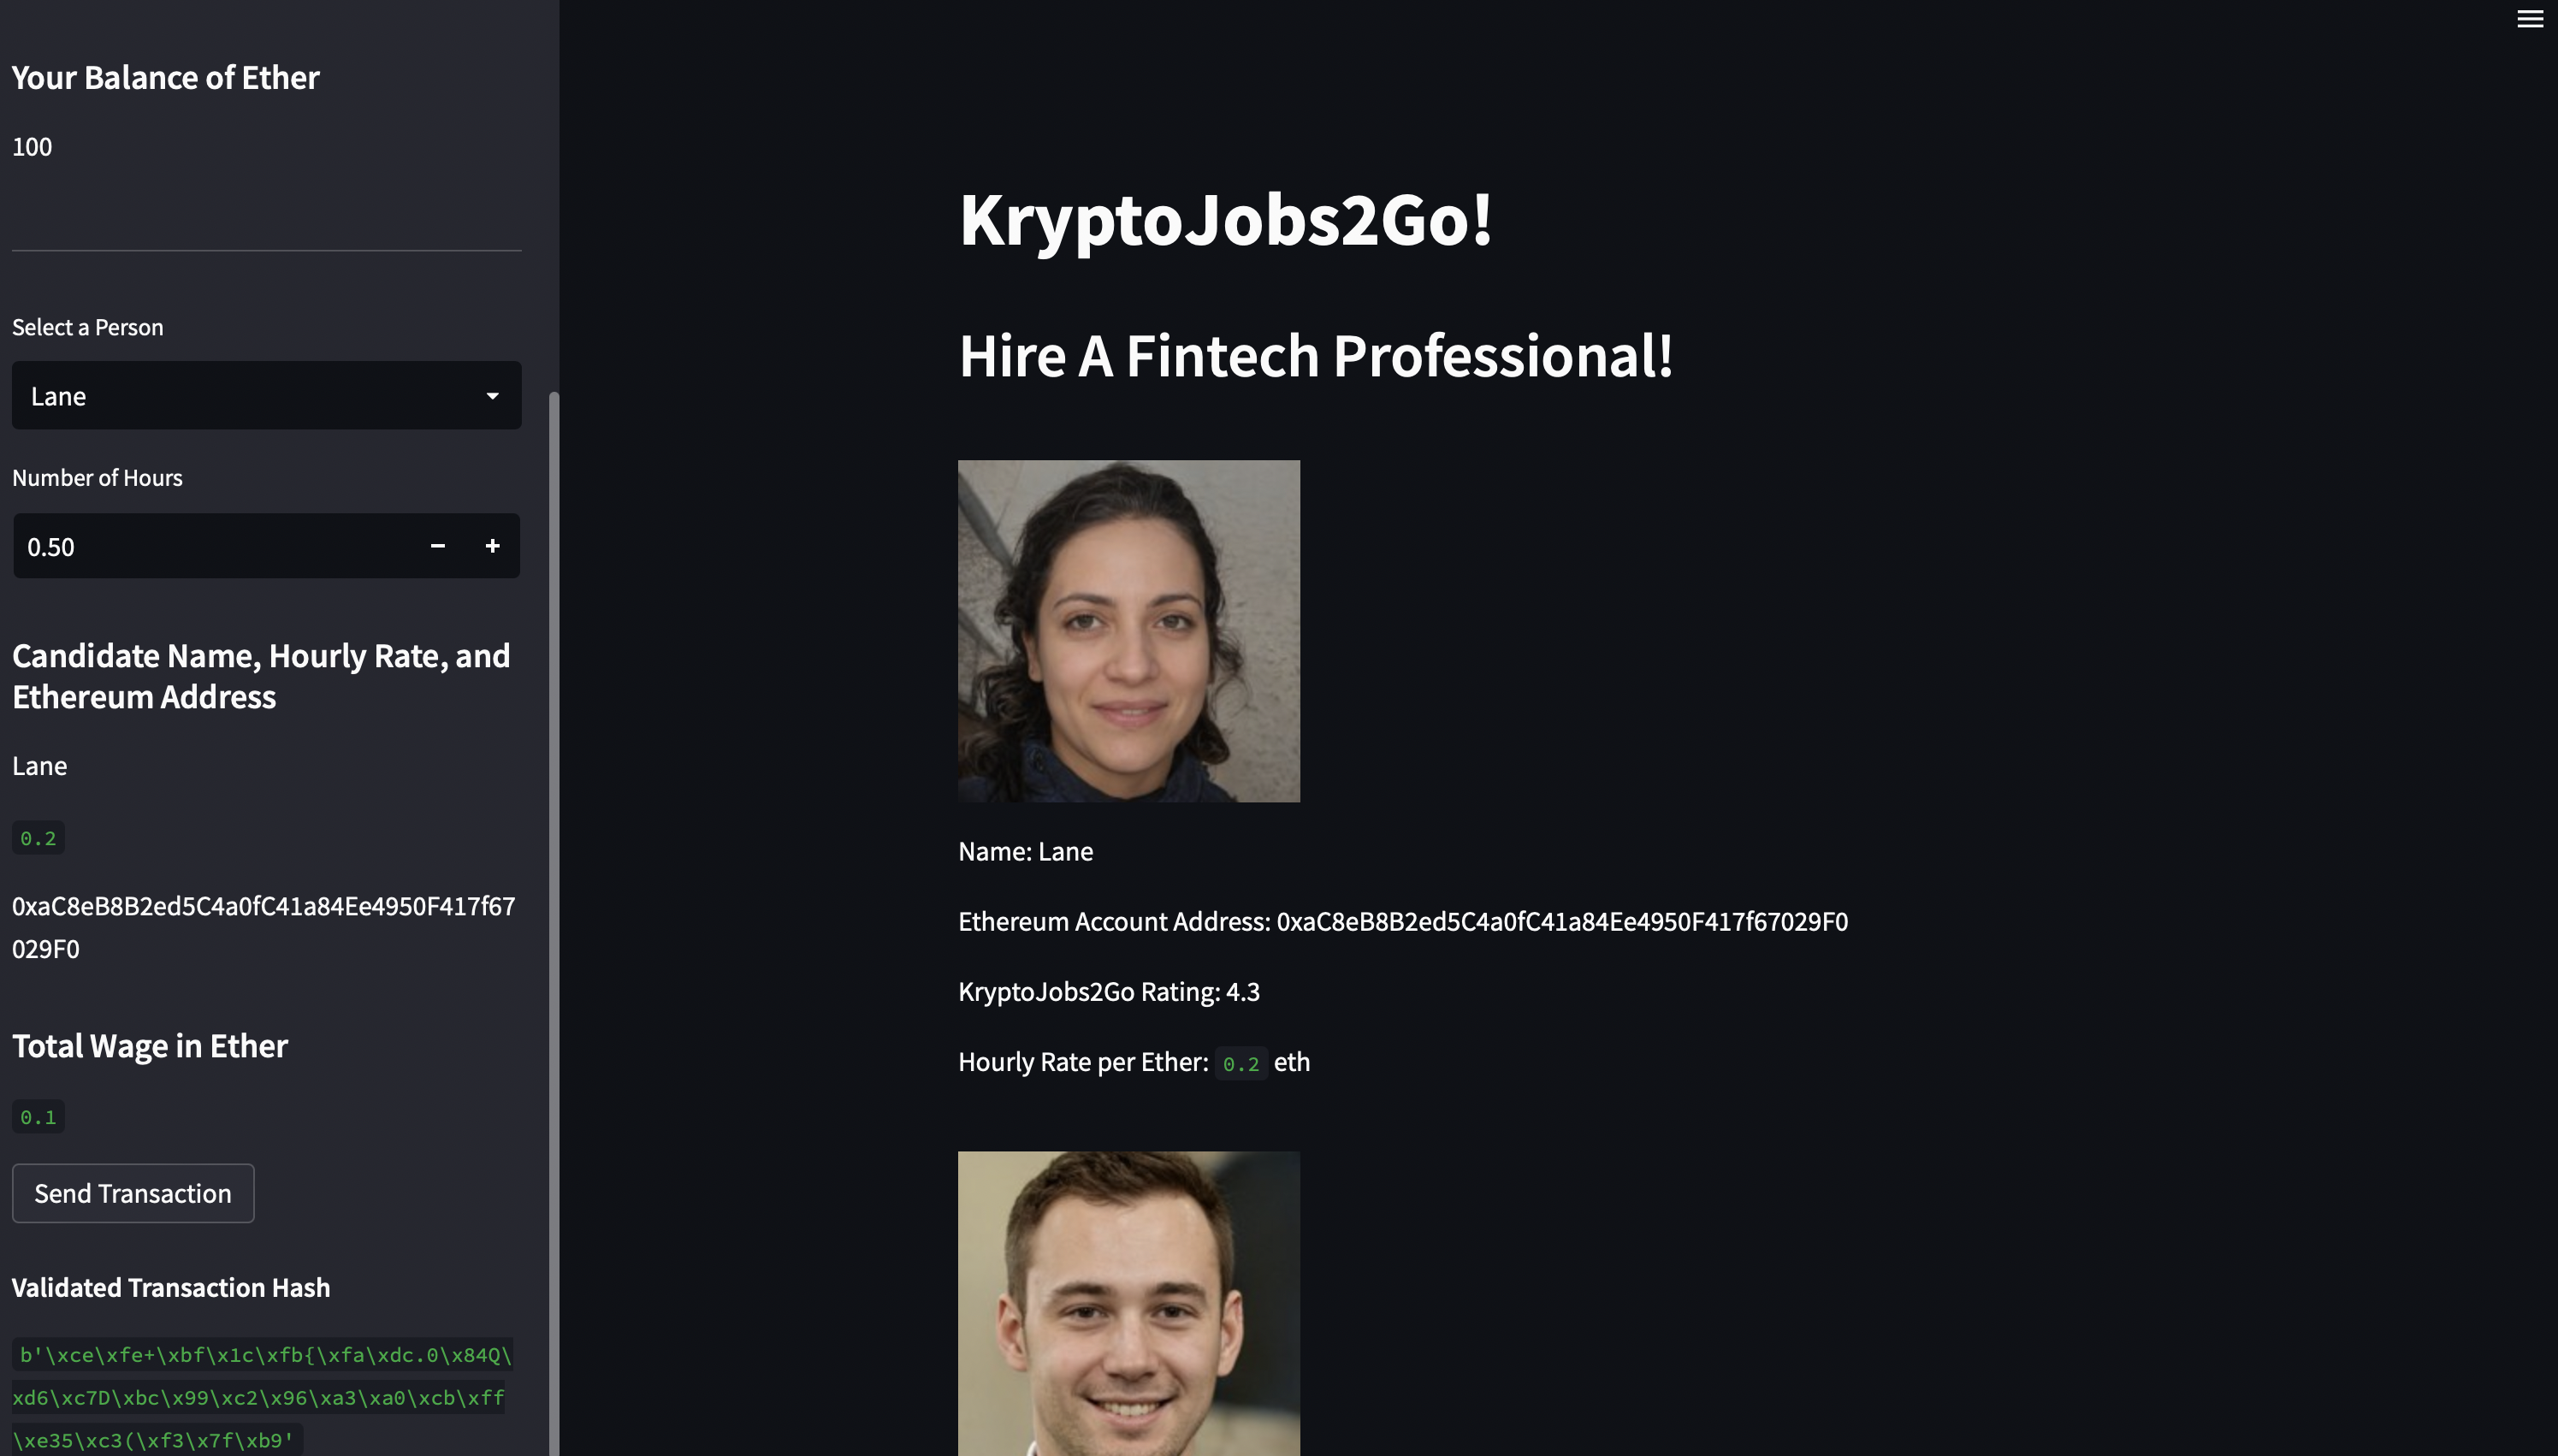 Your Balance of Ether
100
Select a Person
Lane
Number of Hours
0.50
Candidate Name, Hourly Rate, and
Ethereum Address
Lane
0.2
0xaC8eB8B2ed5C4a0fC41a84Ee4950F417f67
029F0
Total Wage in Ether
0.1
Send Transaction
Validated Transaction Hash
b'\xce\xfe+\xbf\x1c\xfb{\xfa\xdc.0\x84Q\
xd6\xc7D\xbc\x99\xc2\x96\xa3\xa0\xcb\xff
\xe35\xc3(\xf3\x7f\xb9'
KryptoJobs2Go!
Hire A Fintech Professional!
Name: Lane
Ethereum Account Address: 0xaC8eB8B2ed5C4a0fC41a84Ee4950F417f67029F0
KryptoJobs2Go Rating: 4.3
Hourly Rate per Ether: 0.2 eth